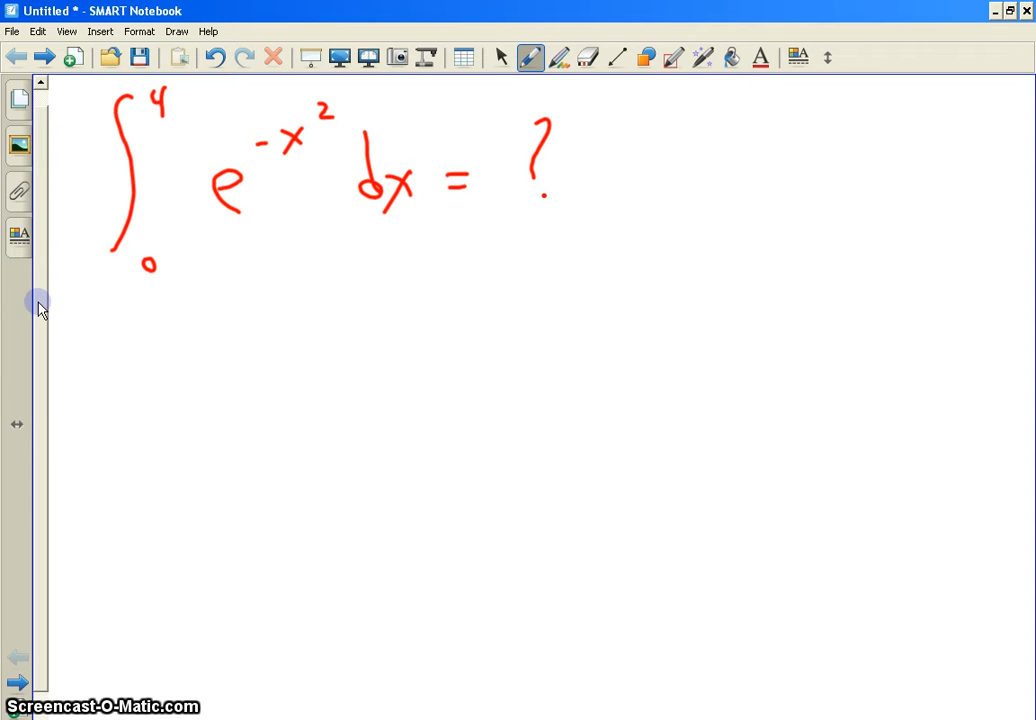 Untitled * - SMART Notebook
File Edit View Insert Format Draw Help
∫₀⁴ e^(-x²) dx = ?
Screencast-O-Matic.com